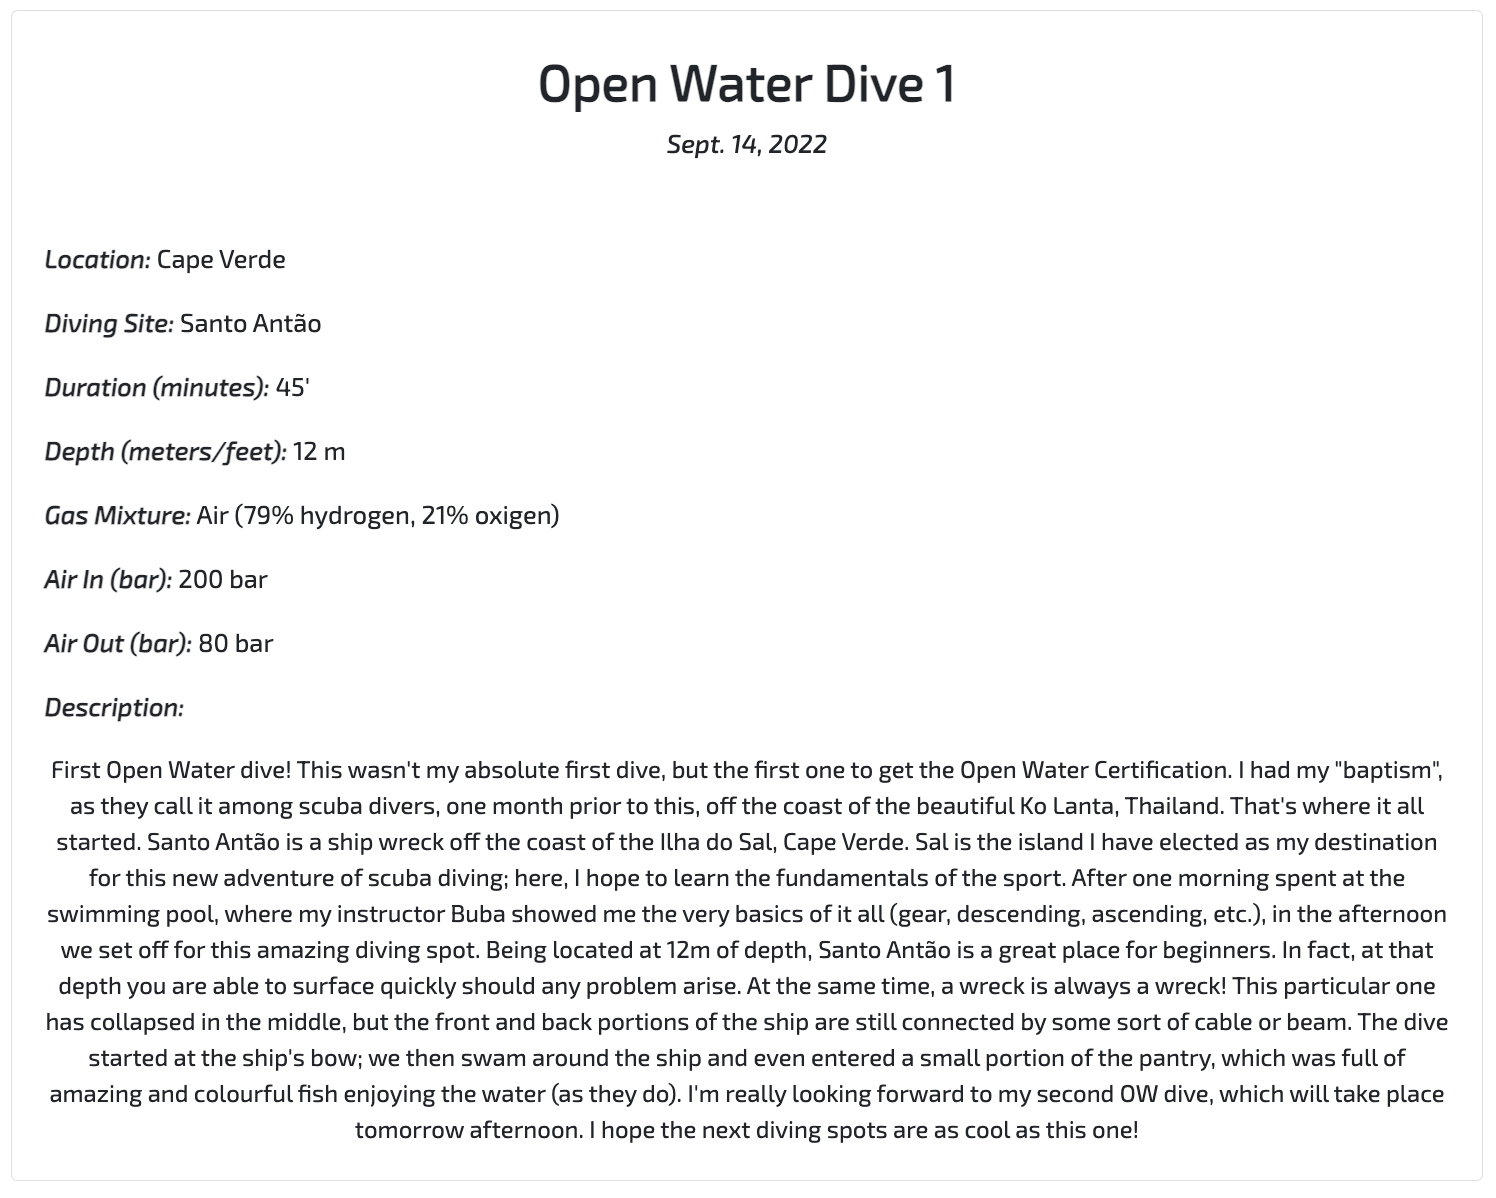 Open Water Dive 1
Sept. 14, 2022
Location: Cape Verde
Diving Site: Santo Antão
Duration (minutes): 45'
Depth (meters/feet): 12 m
Gas Mixture: Air (79% hydrogen, 21% oxigen)
Air In (bar): 200 bar
Air Out (bar): 80 bar
Description:
First Open Water dive! This wasn't my absolute first dive, but the first one to get the Open Water Certification. I had my "baptism",
as they call it among scuba divers, one month prior to this, off the coast of the beautiful Ko Lanta, Thailand. That's where it all
started. Santo Antão is a ship wreck off the coast of the Ilha do Sal, Cape Verde. Sal is the island I have elected as my destination
for this new adventure of scuba diving; here, I hope to learn the fundamentals of the sport. After one morning spent at the
swimming pool, where my instructor Buba showed me the very basics of it all (gear, descending, ascending, etc.), in the afternoon
we set off for this amazing diving spot. Being located at 12m of depth, Santo Antão is a great place for beginners. In fact, at that
depth you are able to surface quickly should any problem arise. At the same time, a wreck is always a wreck! This particular one
has collapsed in the middle, but the front and back portions of the ship are still connected by some sort of cable or beam. The dive
started at the ship's bow; we then swam around the ship and even entered a small portion of the pantry, which was full of
amazing and colourful fish enjoying the water (as they do). I'm really looking forward to my second OW dive, which will take place
tomorrow afternoon. I hope the next diving spots are as cool as this one!